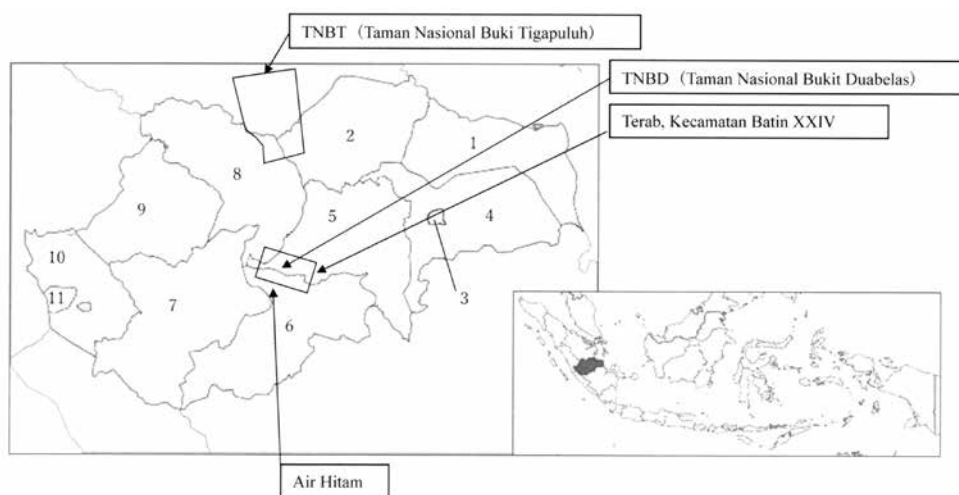 TNBT (Taman Nasional Buki Tigapuluh)
TNBD (Taman Nasional Bukit Duabelas)
Terab, Kecamatan Batin XXIV
2
1
8
5
4
9
10
3
11
7
6
Air Hitam